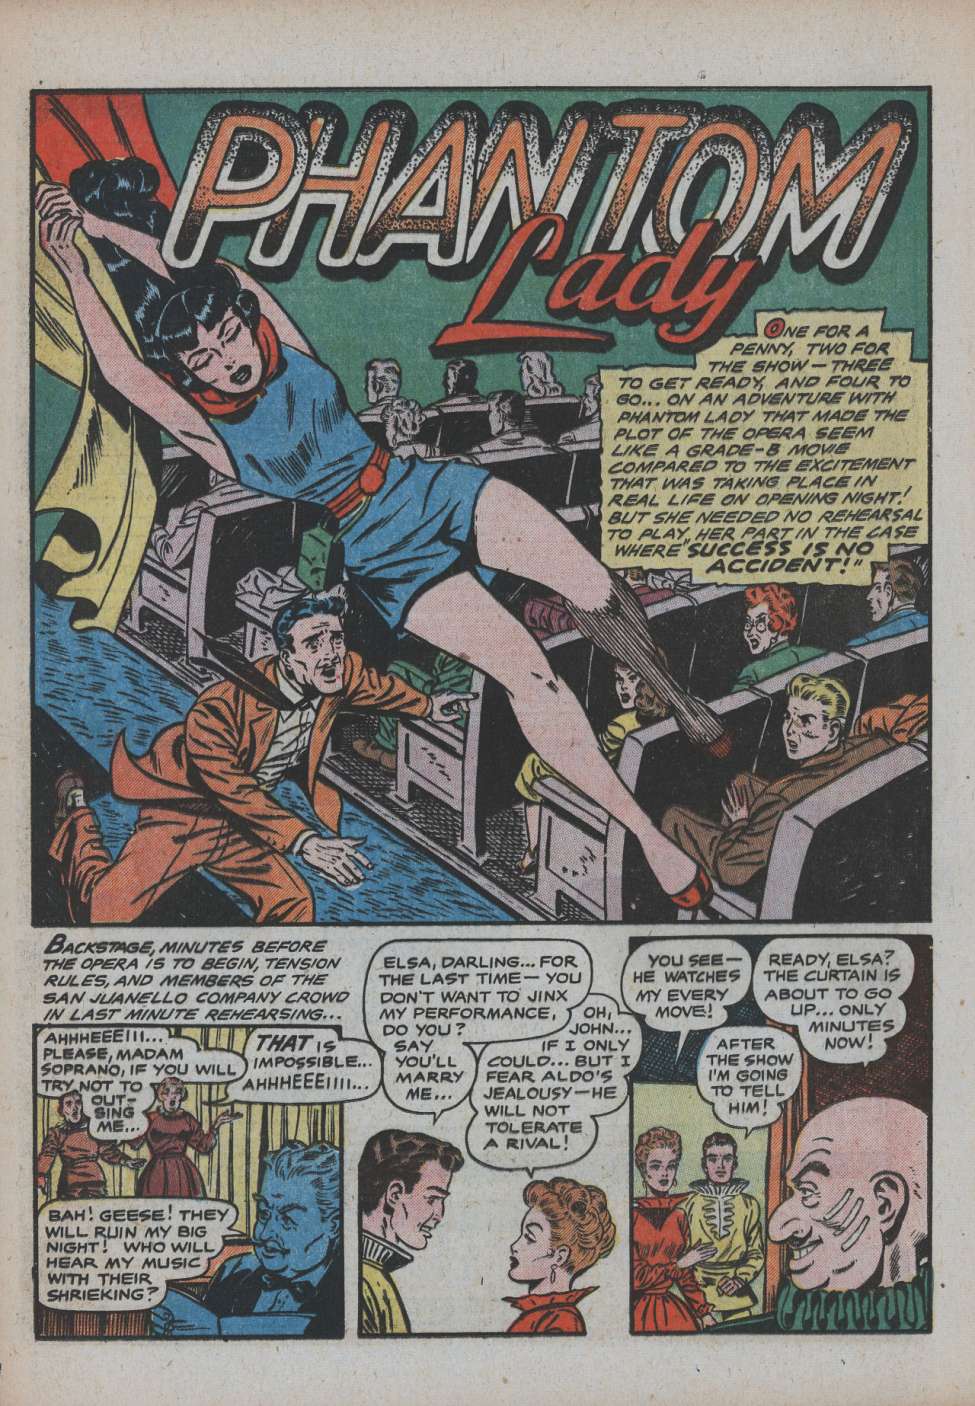 PHANTOM
Lady
ONE FOR A
PENNY, TWO FOR
THE SHOW — THREE
TO GET READY, AND FOUR TO
GO... ON AN ADVENTURE WITH
PHANTOM LADY THAT MADE THE
PLOT OF THE OPERA SEEM
LIKE A GRADE-B MOVIE
COMPARED TO THE EXCITEMENT
THAT WAS TAKING PLACE IN
REAL LIFE ON OPENING NIGHT!
BUT SHE NEEDED NO REHEARSAL
TO PLAY HER PART IN THE CASE
WHERE "SUCCESS IS NO
ACCIDENT!"
BACKSTAGE, MINUTES BEFORE
THE OPERA IS TO BEGIN, TENSION
RULES, AND MEMBERS OF THE
SAN JUANELLO COMPANY CROWD
IN LAST MINUTE REHEARSING...
AHHHEEEIII...
PLEASE, MADAM
SOPRANO, IF YOU WILL
TRY NOT TO
OUT-
SING
ME...
THAT IS
IMPOSSIBLE...
AHHHEEEIIII...
BAH! GEESE! THEY
WILL RUIN MY BIG
NIGHT! WHO WILL
HEAR MY MUSIC
WITH THEIR
SHRIEKING?
ELSA, DARLING... FOR
THE LAST TIME — YOU
DON'T WANT TO JINX
MY PERFORMANCE,
DO YOU?
SAY
YOU'LL
MARRY
ME...
OH,
JOHN...
IF I ONLY
COULD... BUT I
FEAR ALDO'S
JEALOUSY — HE
WILL NOT
TOLERATE
A RIVAL!
YOU SEE —
HE WATCHES
MY EVERY
MOVE!
AFTER
THE SHOW
I'M GOING
TO TELL
HIM!
READY, ELSA?
THE CURTAIN IS
ABOUT TO GO
UP... ONLY
MINUTES
NOW!